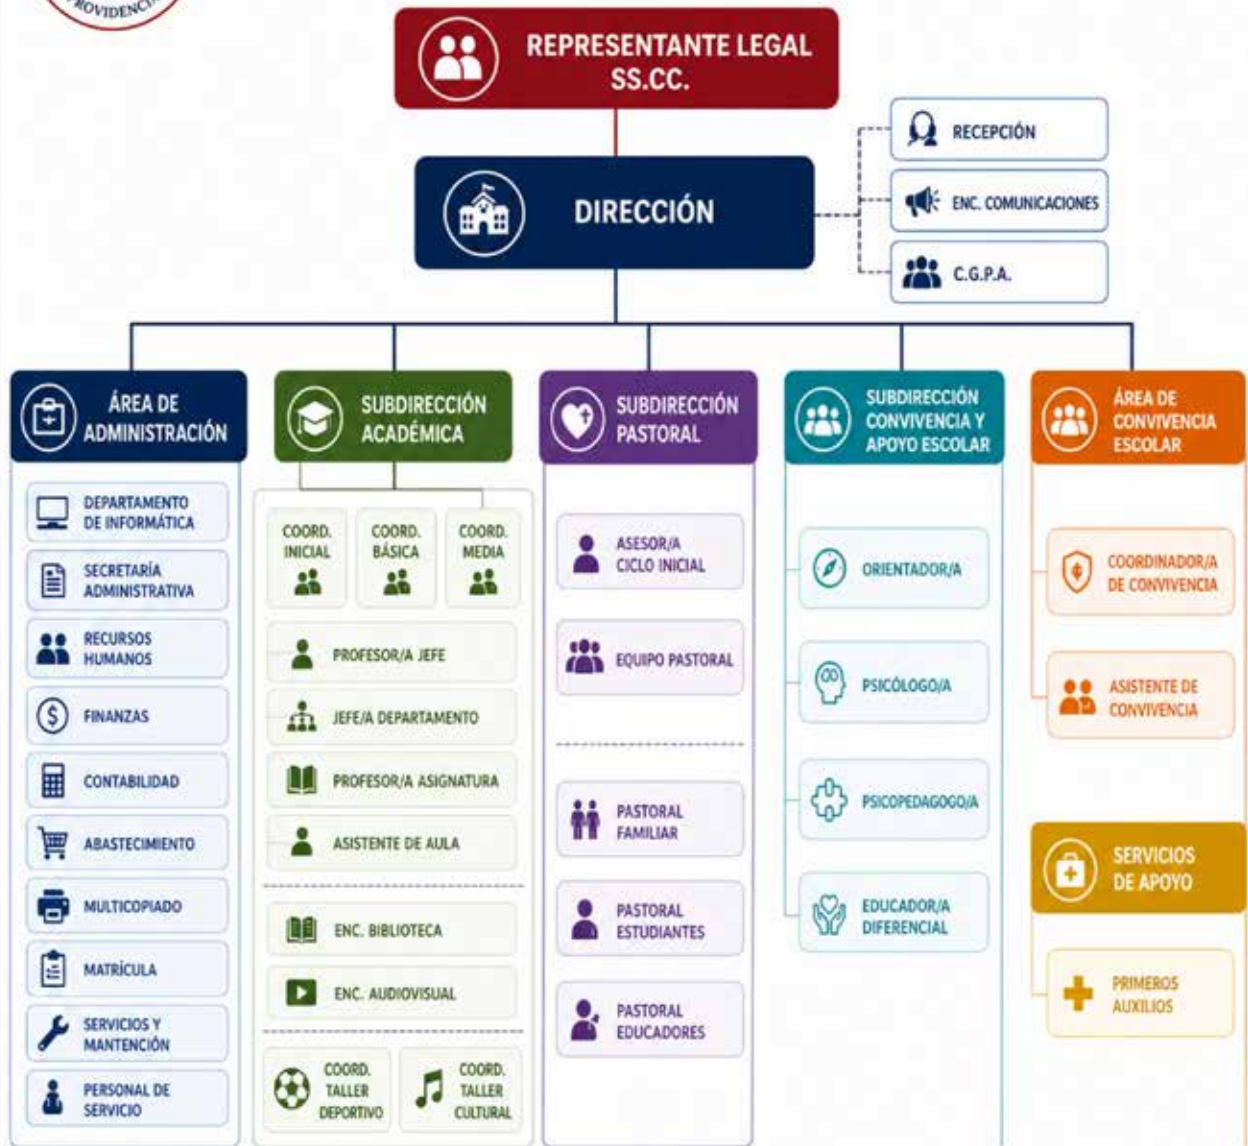 PROVIDENCIA
REPRESENTANTE LEGAL
SS.CC.
DIRECCIÓN
RECEPCIÓN
ENC. COMUNICACIONES
C.G.P.A.
ÁREA DE
ADMINISTRACIÓN
DEPARTAMENTO
DE INFORMÁTICA
SECRETARÍA
ADMINISTRATIVA
RECURSOS
HUMANOS
FINANZAS
CONTABILIDAD
ABASTECIMIENTO
MULTICOPIADO
MATRÍCULA
SERVICIOS Y
MANTENCIÓN
PERSONAL DE
SERVICIO
SUBDIRECCIÓN
ACADÉMICA
COORD.
INICIAL
COORD.
BÁSICA
COORD.
MEDIA
PROFESOR/A JEFE
JEFE/A DEPARTAMENTO
PROFESOR/A ASIGNATURA
ASISTENTE DE AULA
ENC. BIBLIOTECA
ENC. AUDIOVISUAL
COORD.
TALLER
DEPORTIVO
COORD.
TALLER
CULTURAL
SUBDIRECCIÓN
PASTORAL
ASESOR/A
CICLO INICIAL
EQUIPO PASTORAL
PASTORAL
FAMILIAR
PASTORAL
ESTUDIANTES
PASTORAL
EDUCADORES
SUBDIRECCIÓN
CONVIVENCIA Y
APOYO ESCOLAR
ORIENTADOR/A
PSICÓLOGO/A
PSICOPEDAGOGO/A
EDUCADOR/A
DIFERENCIAL
ÁREA DE
CONVIVENCIA
ESCOLAR
COORDINADOR/A
DE CONVIVENCIA
ASISTENTE DE
CONVIVENCIA
SERVICIOS
DE APOYO
PRIMEROS
AUXILIOS